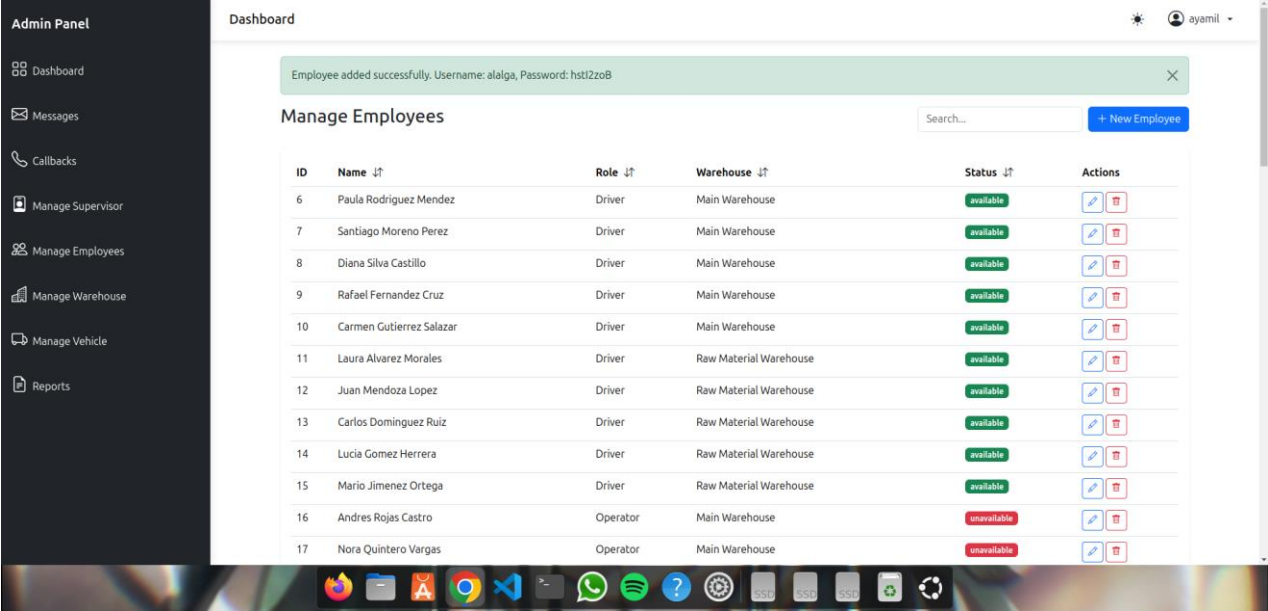 Admin Panel
Dashboard
ayamil
Dashboard
Messages
Callbacks
Manage Supervisor
Manage Employees
Manage Warehouse
Manage Vehicle
Reports
Employee added successfully. Username: alalga, Password: hstI2zoB
Manage Employees
Search...
+ New Employee
ID Name Role Warehouse Status Actions
6 Paula Rodriguez Mendez Driver Main Warehouse available
7 Santiago Moreno Perez Driver Main Warehouse available
8 Diana Silva Castillo Driver Main Warehouse available
9 Rafael Fernandez Cruz Driver Main Warehouse available
10 Carmen Gutierrez Salazar Driver Main Warehouse available
11 Laura Alvarez Morales Driver Raw Material Warehouse available
12 Juan Mendoza Lopez Driver Raw Material Warehouse available
13 Carlos Dominguez Ruiz Driver Raw Material Warehouse available
14 Lucia Gomez Herrera Driver Raw Material Warehouse available
15 Mario Jimenez Ortega Driver Raw Material Warehouse available
16 Andres Rojas Castro Operator Main Warehouse unavailable
17 Nora Quintero Vargas Operator Main Warehouse unavailable
SSD SSD SSD